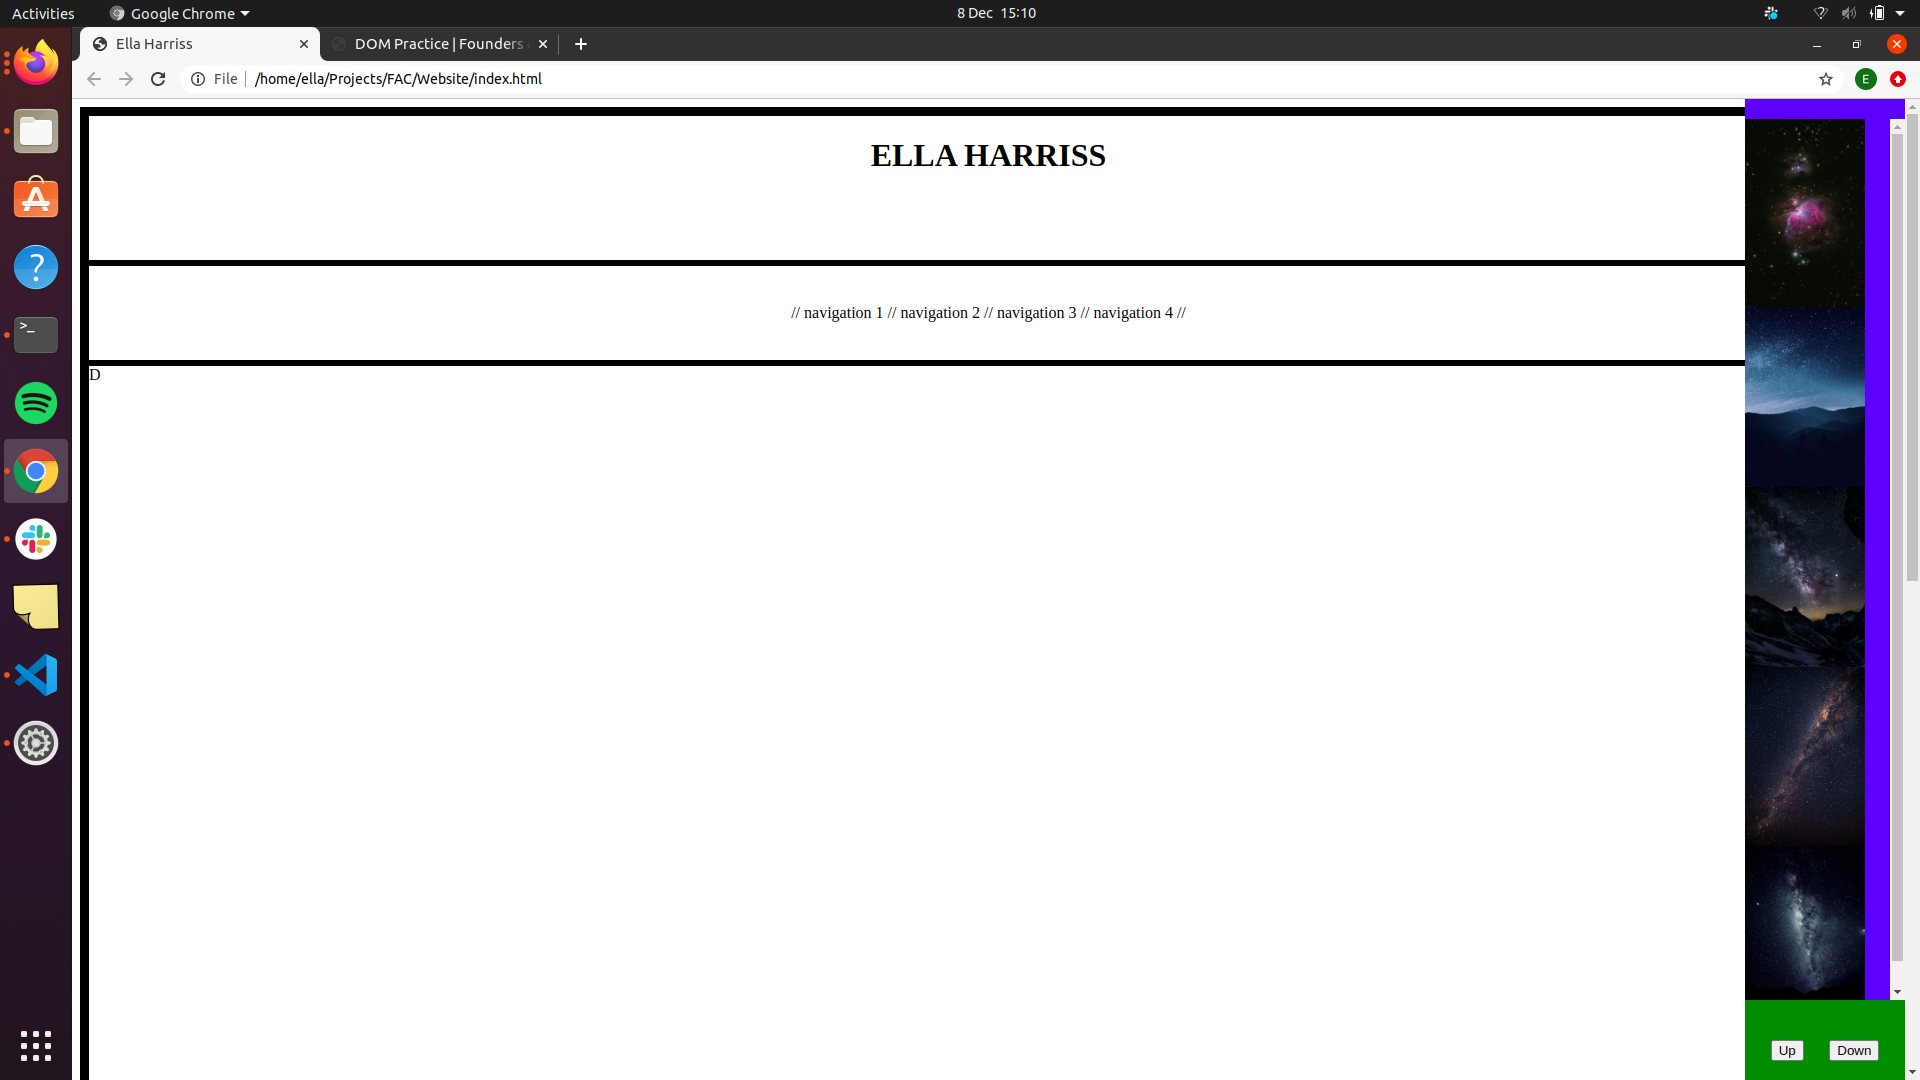 Activities
Google Chrome
8 Dec 15:10
Ella Harriss
DOM Practice | Founders
File
/home/ella/Projects/FAC/Website/index.html
E
ELLA HARRISS
// navigation 1 // navigation 2 // navigation 3 // navigation 4 //
D
Up
Down